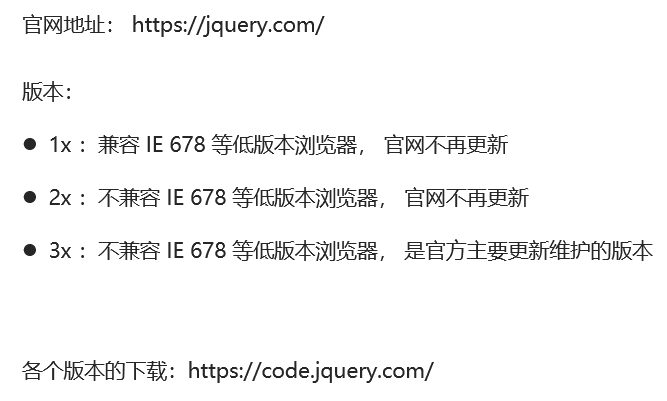 官网地址： https://jquery.com/
版本：
● 1x ：兼容 IE 678 等低版本浏览器， 官网不再更新
● 2x ：不兼容 IE 678 等低版本浏览器， 官网不再更新
● 3x ：不兼容 IE 678 等低版本浏览器， 是官方主要更新维护的版本
各个版本的下载：https://code.jquery.com/